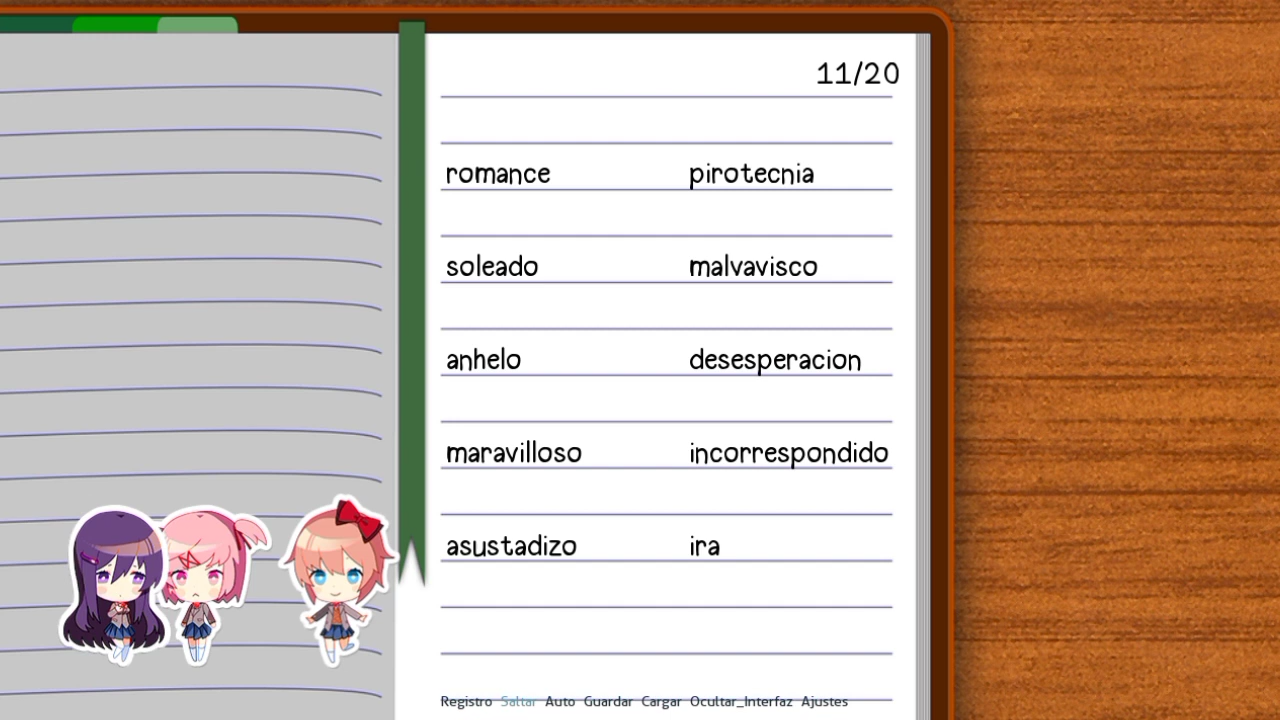 11/20
romance pirotecnia
soleado malvavisco
anhelo desesperacion
maravilloso incorrespondido
asustadizo ira
Registro Saltar Auto Guardar Cargar Ocultar_Interfaz Ajustes